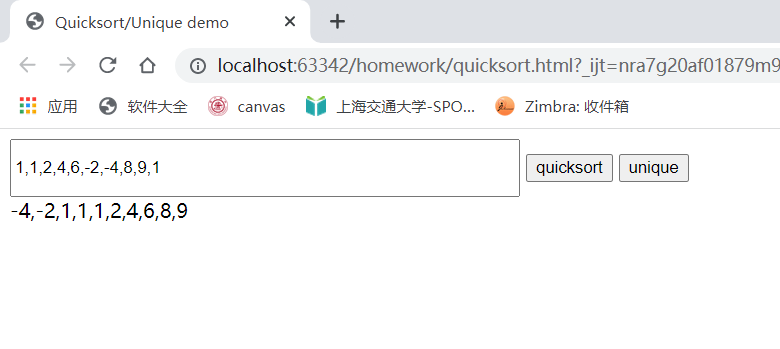 Quicksort/Unique demo
localhost:63342/homework/quicksort.html?_ijt=nra7g20af01879m9
应用 软件大全 canvas 上海交通大学-SPO... Zimbra: 收件箱
1,1,2,4,6,-2,-4,8,9,1 quicksort unique
-4,-2,1,1,1,2,4,6,8,9